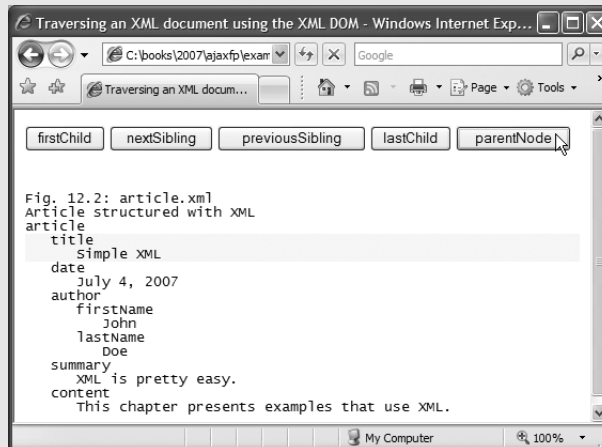 Traversing an XML document using the XML DOM - Windows Internet Exp...
C:\books\2007\ajaxfp\exam
Google
Traversing an XML docum...
Page
Tools
firstChild
nextSibling
previousSibling
lastChild
parentNode
Fig. 12.2: article.xml
Article structured with XML
article
title
Simple XML
date
July 4, 2007
author
firstName
John
lastName
Doe
summary
XML is pretty easy.
content
This chapter presents examples that use XML.
My Computer
100%